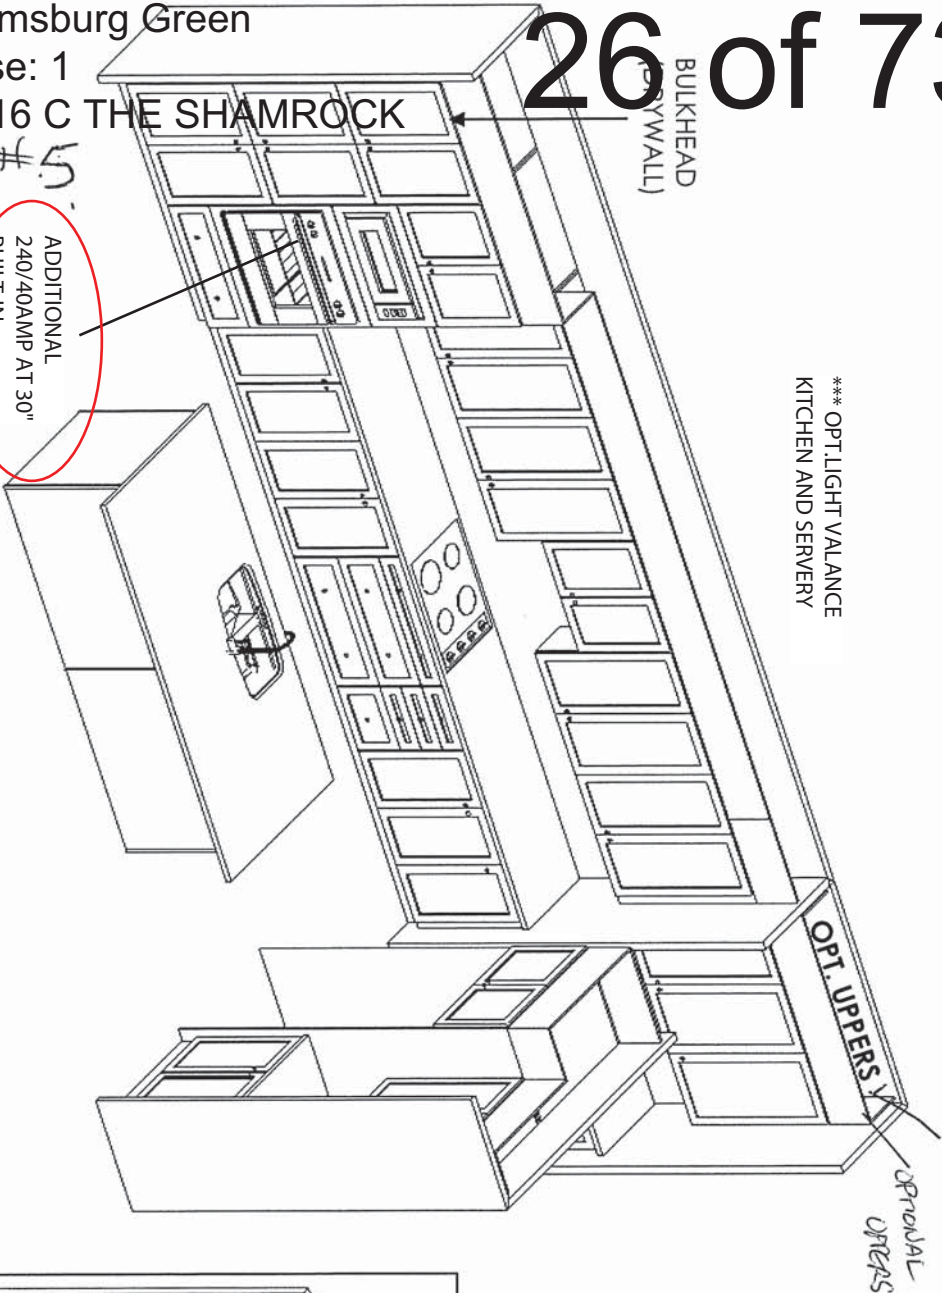 msburg Green
se: 1
16 C THE SHAMROCK
26 of 73
#5
BULKHEAD
(DRYWALL)
ADDITIONAL
240/40AMP AT 30"
*** OPT.LIGHT VALANCE
KITCHEN AND SERVERY
OPT. UPPERS
OPTIONAL
UPPERS